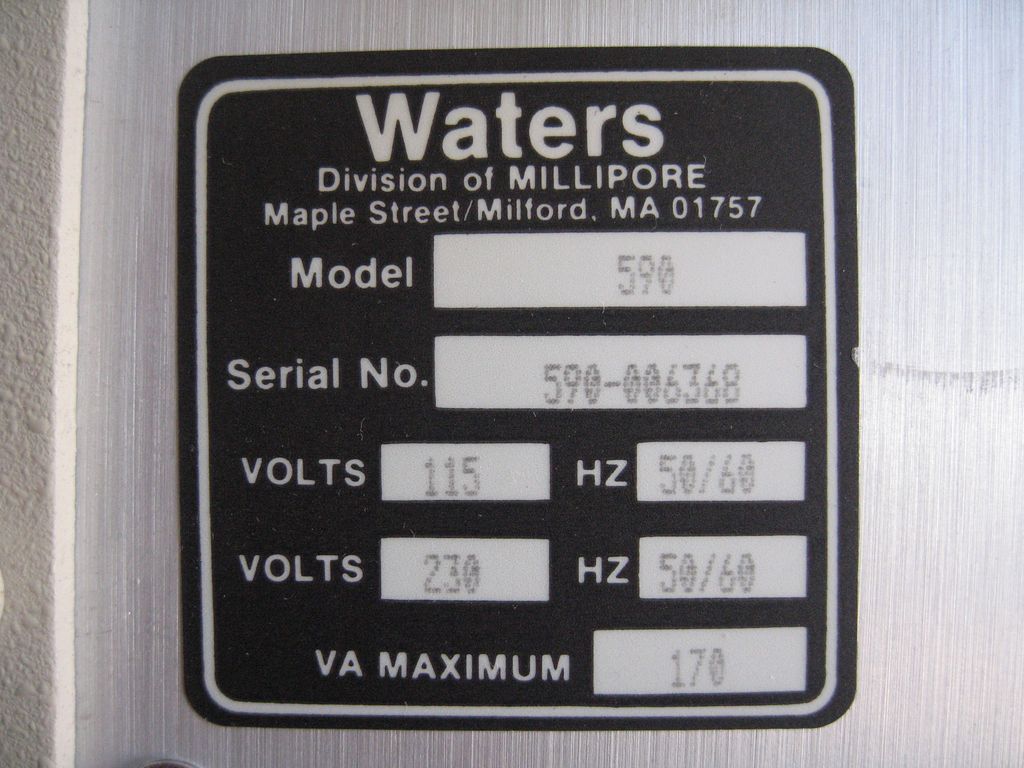 Waters
Division of MILLIPORE
Maple Street/Milford, MA 01757
Model 590
Serial No. 590-006368
VOLTS 115 HZ 50/60
VOLTS 230 HZ 50/60
VA MAXIMUM 170